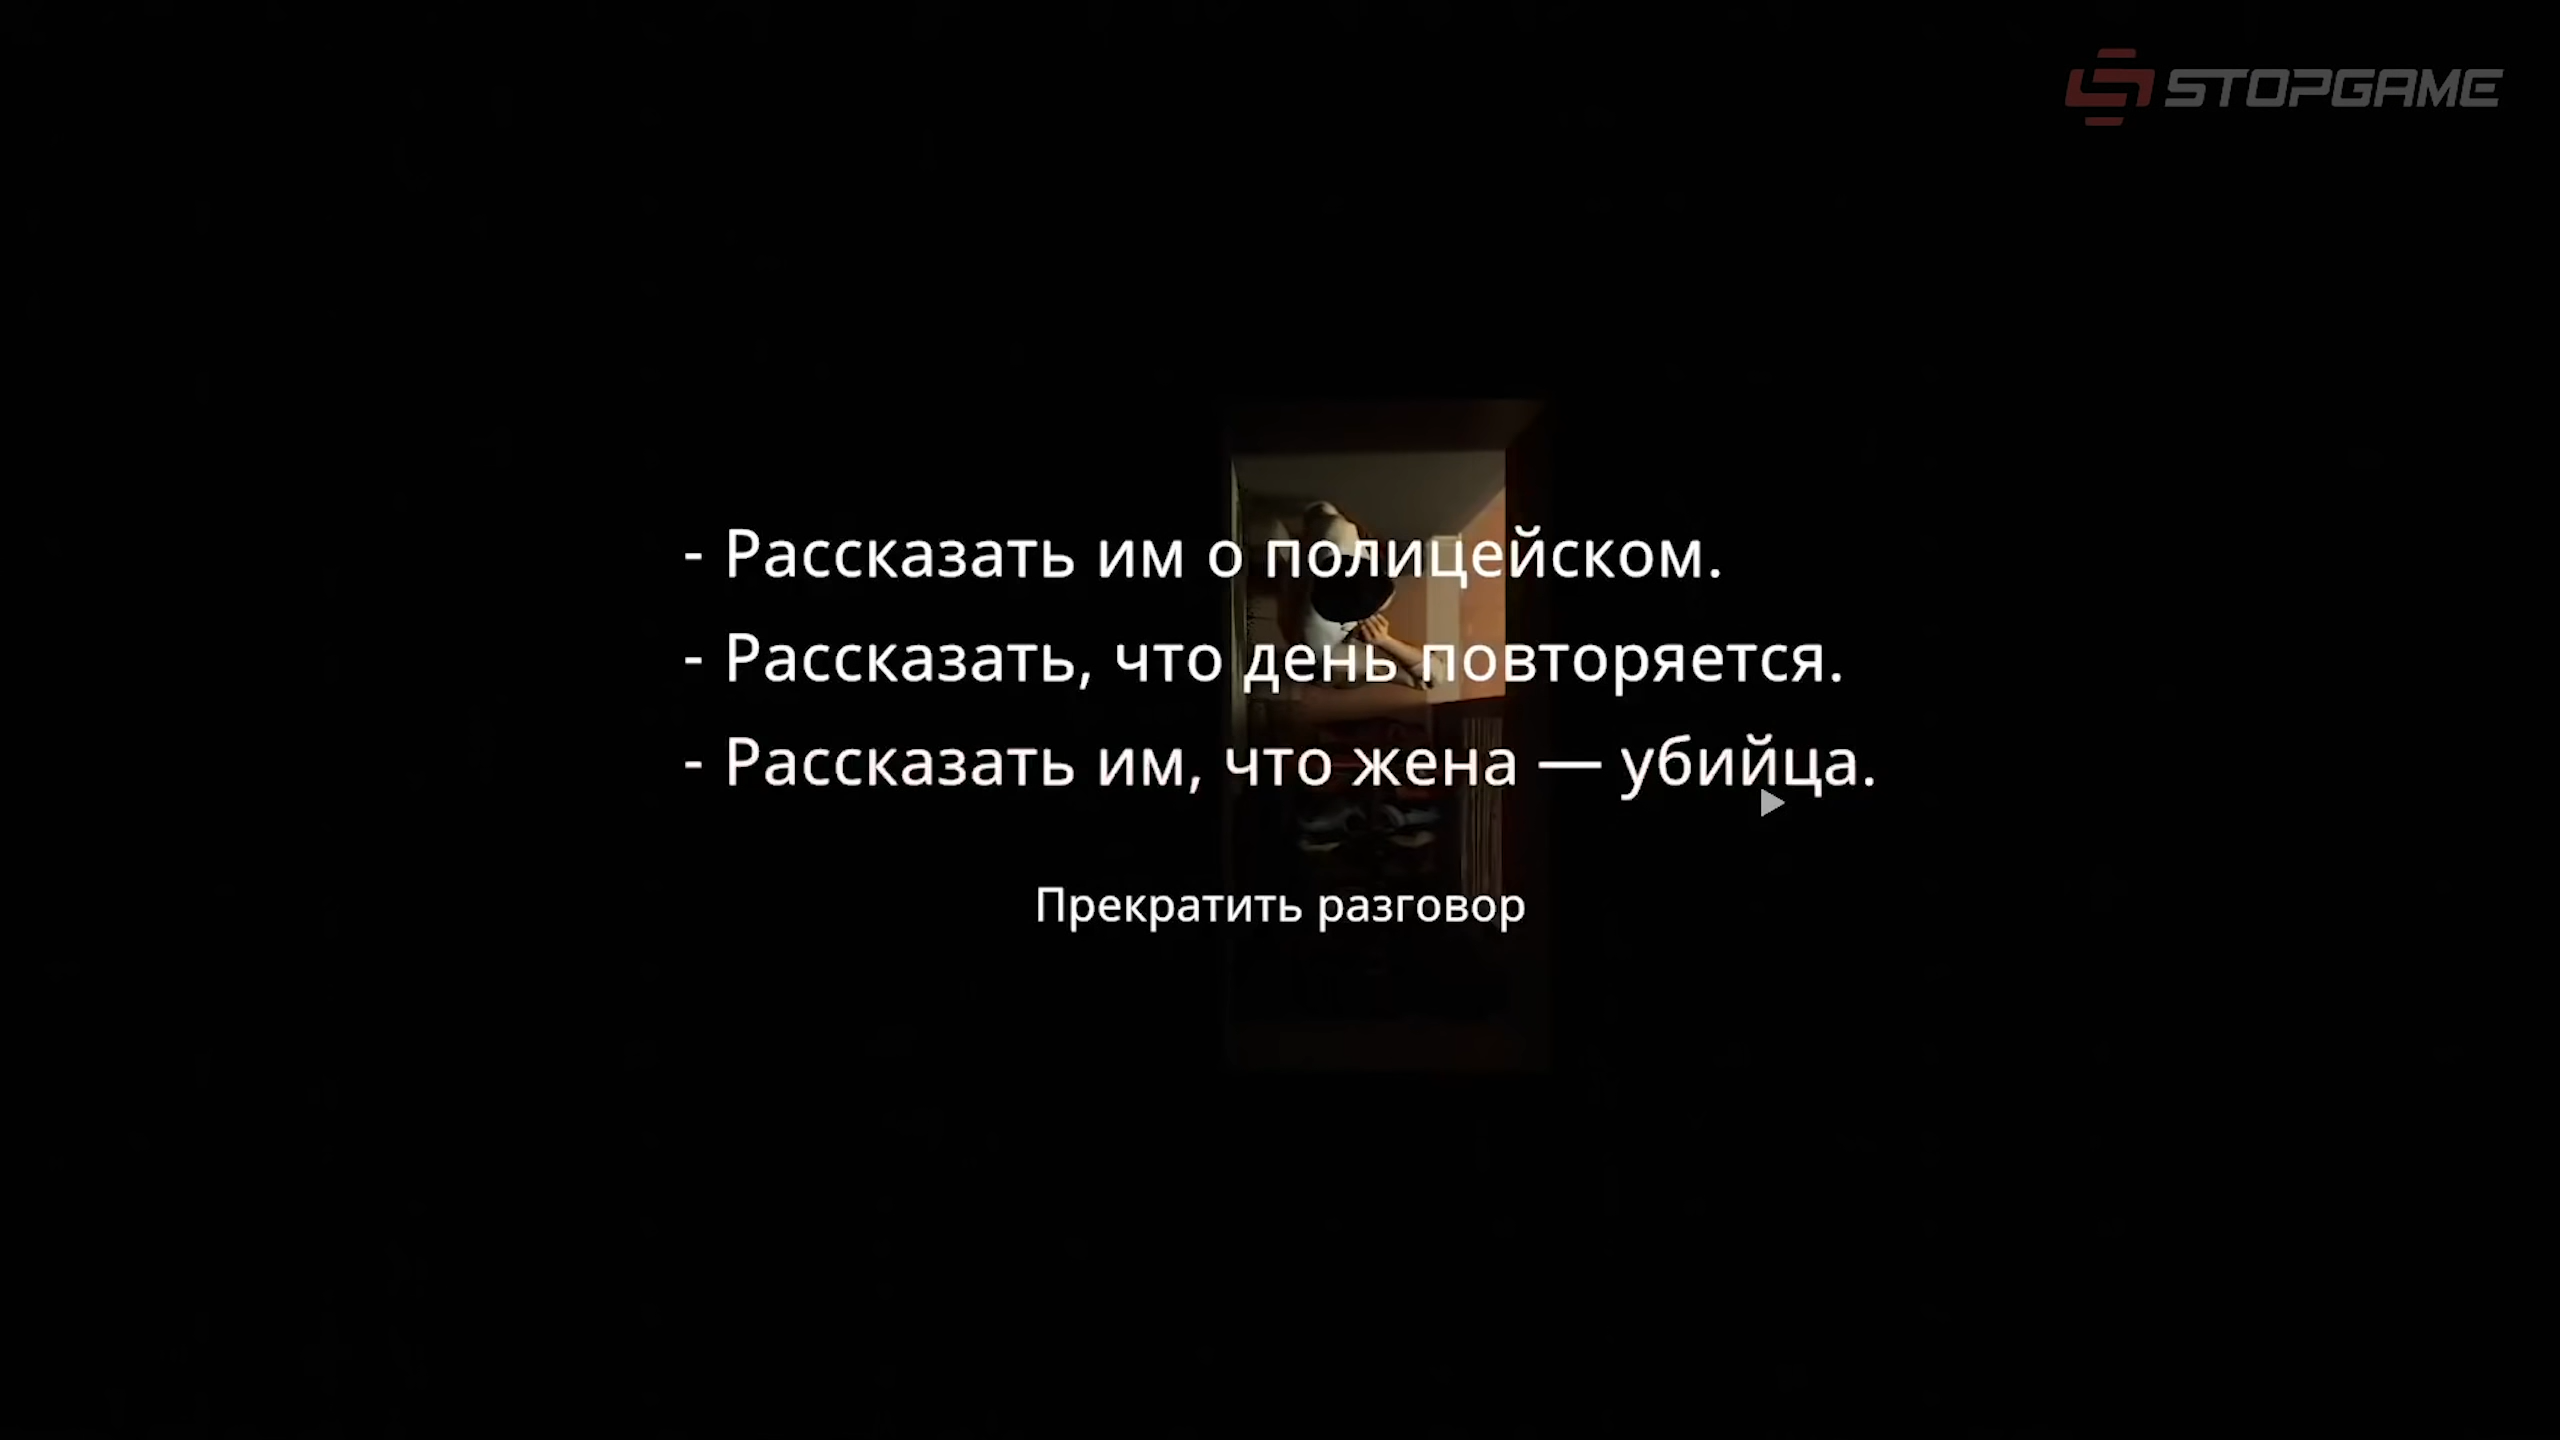 STOPGAME
- Рассказать им о полицейском.
- Рассказать, что день повторяется.
- Рассказать им, что жена — убийца.
Прекратить разговор